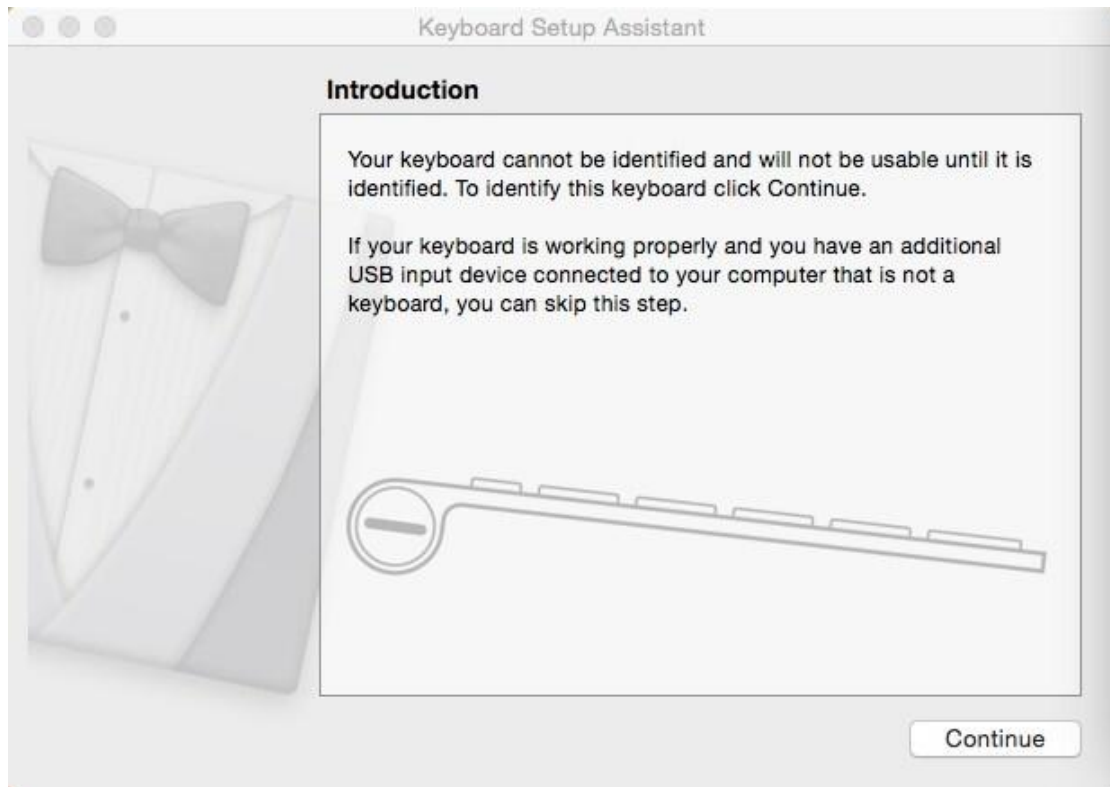 Keyboard Setup Assistant
Introduction
Your keyboard cannot be identified and will not be usable until it is
identified. To identify this keyboard click Continue.
If your keyboard is working properly and you have an additional
USB input device connected to your computer that is not a
keyboard, you can skip this step.
Continue